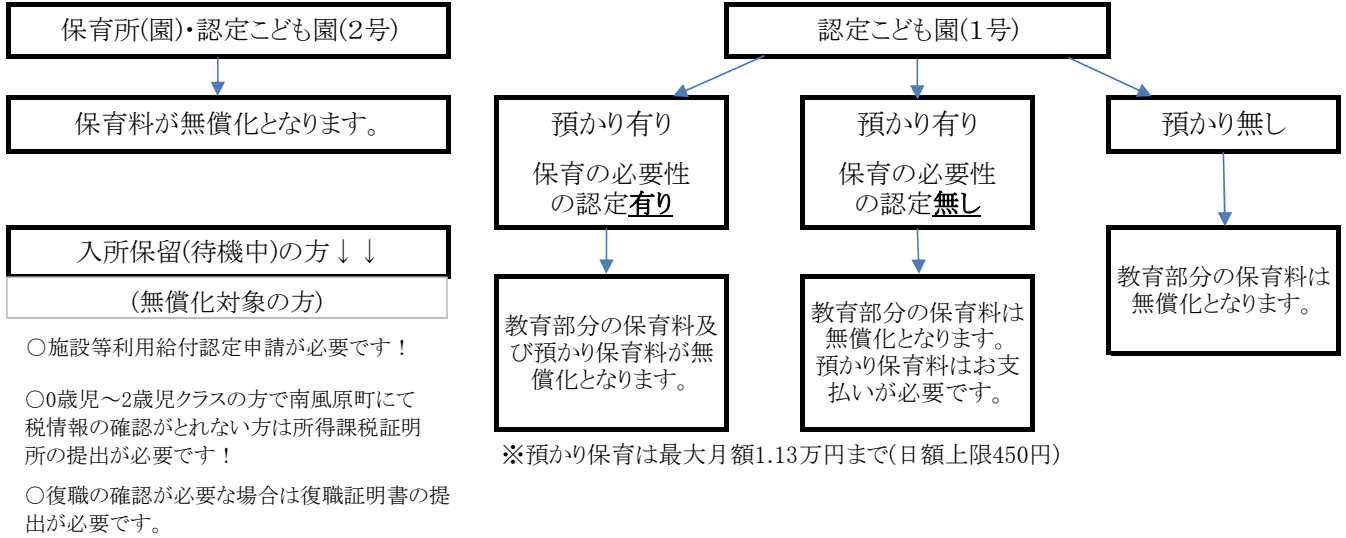 保育所(園)・認定こども園(2号)
保育料が無償化となります。
入所保留(待機中)の方↓↓
(無償化対象の方)
○施設等利用給付認定申請が必要です！
○0歳児～2歳児クラスの方で南風原町にて
税情報の確認がとれない方は所得課税証明
所の提出が必要です！
○復職の確認が必要な場合は復職証明書の提
出が必要です。
認定こども園(1号)
預かり有り
保育の必要性
の認定有り
教育部分の保育料及
び預かり保育料が無
償化となります。
預かり有り
保育の必要性
の認定無し
教育部分の保育料は
無償化となります。
預かり保育料はお支
払いが必要です。
預かり無し
教育部分の保育料は
無償化となります。
※預かり保育は最大月額1.13万円まで(日額上限450円)